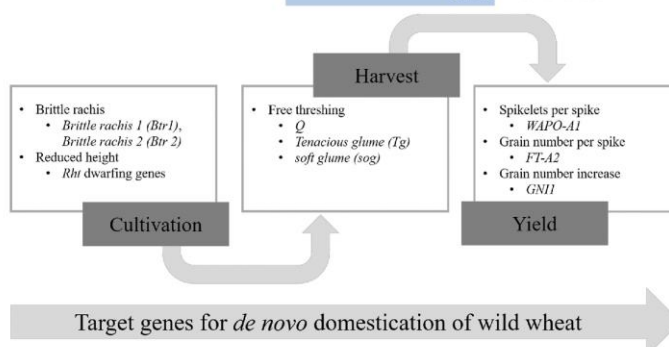 • Brittle rachis
• Brittle rachis 1 (Btr1),
Brittle rachis 2 (Btr 2)
• Reduced height
• Rht dwarfing genes
Cultivation
Harvest
• Free threshing
• Q
• Tenacious glume (Tg)
• soft glume (sog)
• Spikelets per spike
• WAPO-A1
• Grain number per spike
• FT-A2
• Grain number increase
• GNI1
Yield
Target genes for de novo domestication of wild wheat